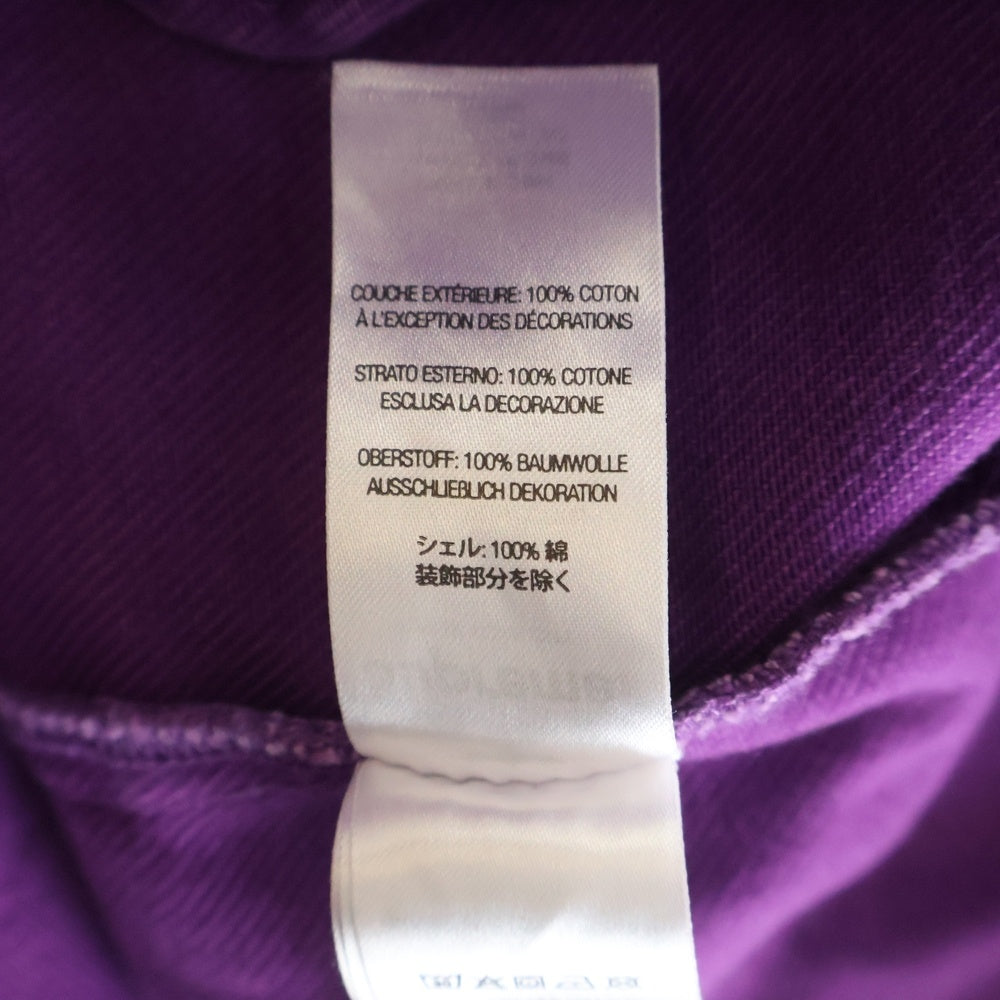 COUCHE EXTÉRIEURE: 100% COTON
À L'EXCEPTION DES DÉCORATIONS
STRATO ESTERNO: 100% COTONE
ESCLUSA LA DECORAZIONE
OBERSTOFF: 100% BAUMWOLLE
AUSSCHLIEßLICH DEKORATION
シェル: 100% 綿
装飾部分を除く